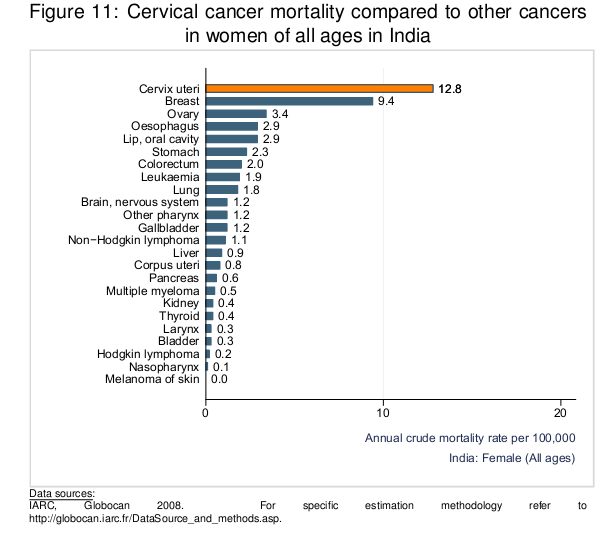 Figure 11: Cervical cancer mortality compared to other cancers
in women of all ages in India
Cervix uteri 12.8
Breast 9.4
Ovary 3.4
Oesophagus 2.9
Lip, oral cavity 2.9
Stomach 2.3
Colorectum 2.0
Leukaemia 1.9
Lung 1.8
Brain, nervous system 1.2
Other pharynx 1.2
Gallbladder 1.2
Non−Hodgkin lymphoma 1.1
Liver 0.9
Corpus uteri 0.8
Pancreas 0.6
Multiple myeloma 0.5
Kidney 0.4
Thyroid 0.4
Larynx 0.3
Bladder 0.3
Hodgkin lymphoma 0.2
Nasopharynx 0.1
Melanoma of skin 0.0
0 10 20
Annual crude mortality rate per 100,000
India: Female (All ages)
Data sources:
IARC, Globocan 2008. For specific estimation methodology refer to
http://globocan.iarc.fr/DataSource_and_methods.asp.